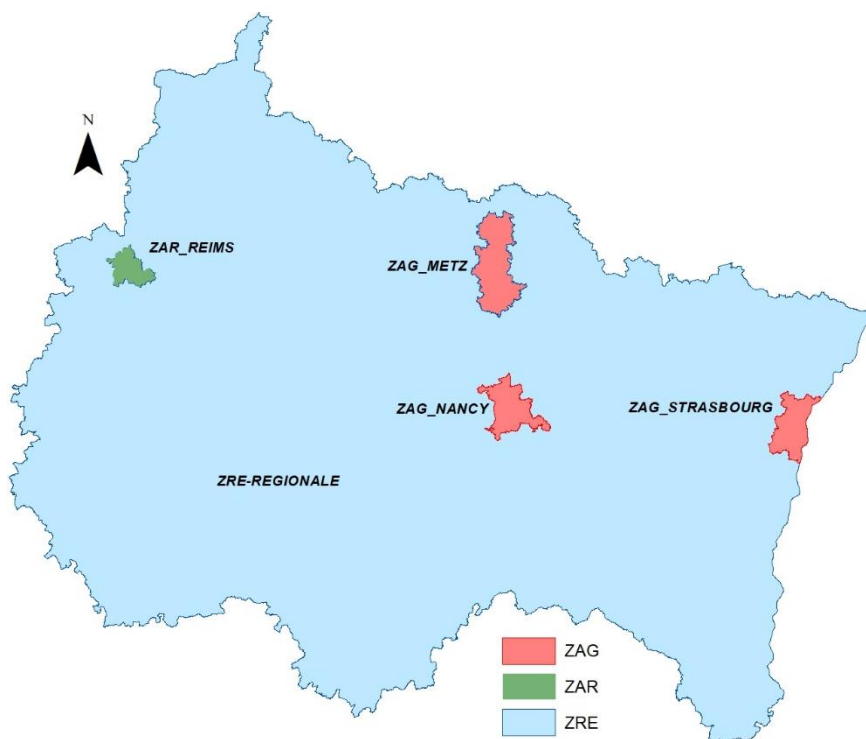 N
ZAR_REIMS
ZAG_METZ
ZAG_NANCY
ZAG_STRASBOURG
ZRE-REGIONALE
ZAG
ZAR
ZRE